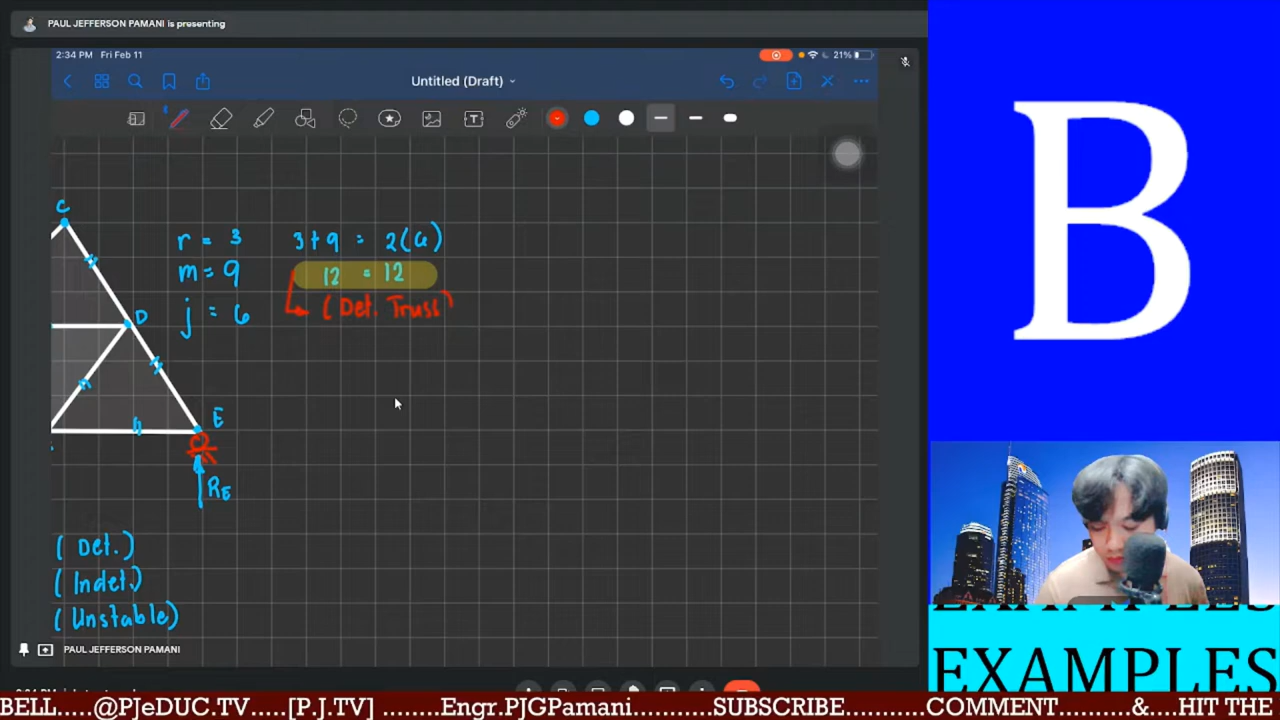 PAUL JEFFERSON PAMANI is presenting
2:34 PM Fri Feb 11
21%
Untitled (Draft)
C
r = 3
m = 9
j = 6
3+9 = 2(6)
12 = 12
(Det. Truss)
D
E
RE
(Det.)
(Indet.)
(Unstable)
PAUL JEFFERSON PAMANI
B
EXAMPLES
BELL.....@PJeDUC.TV.....[P.J.TV] ........Engr.PJGPamani.........SUBSCRIBE...........COMMENT.........&....HIT THE